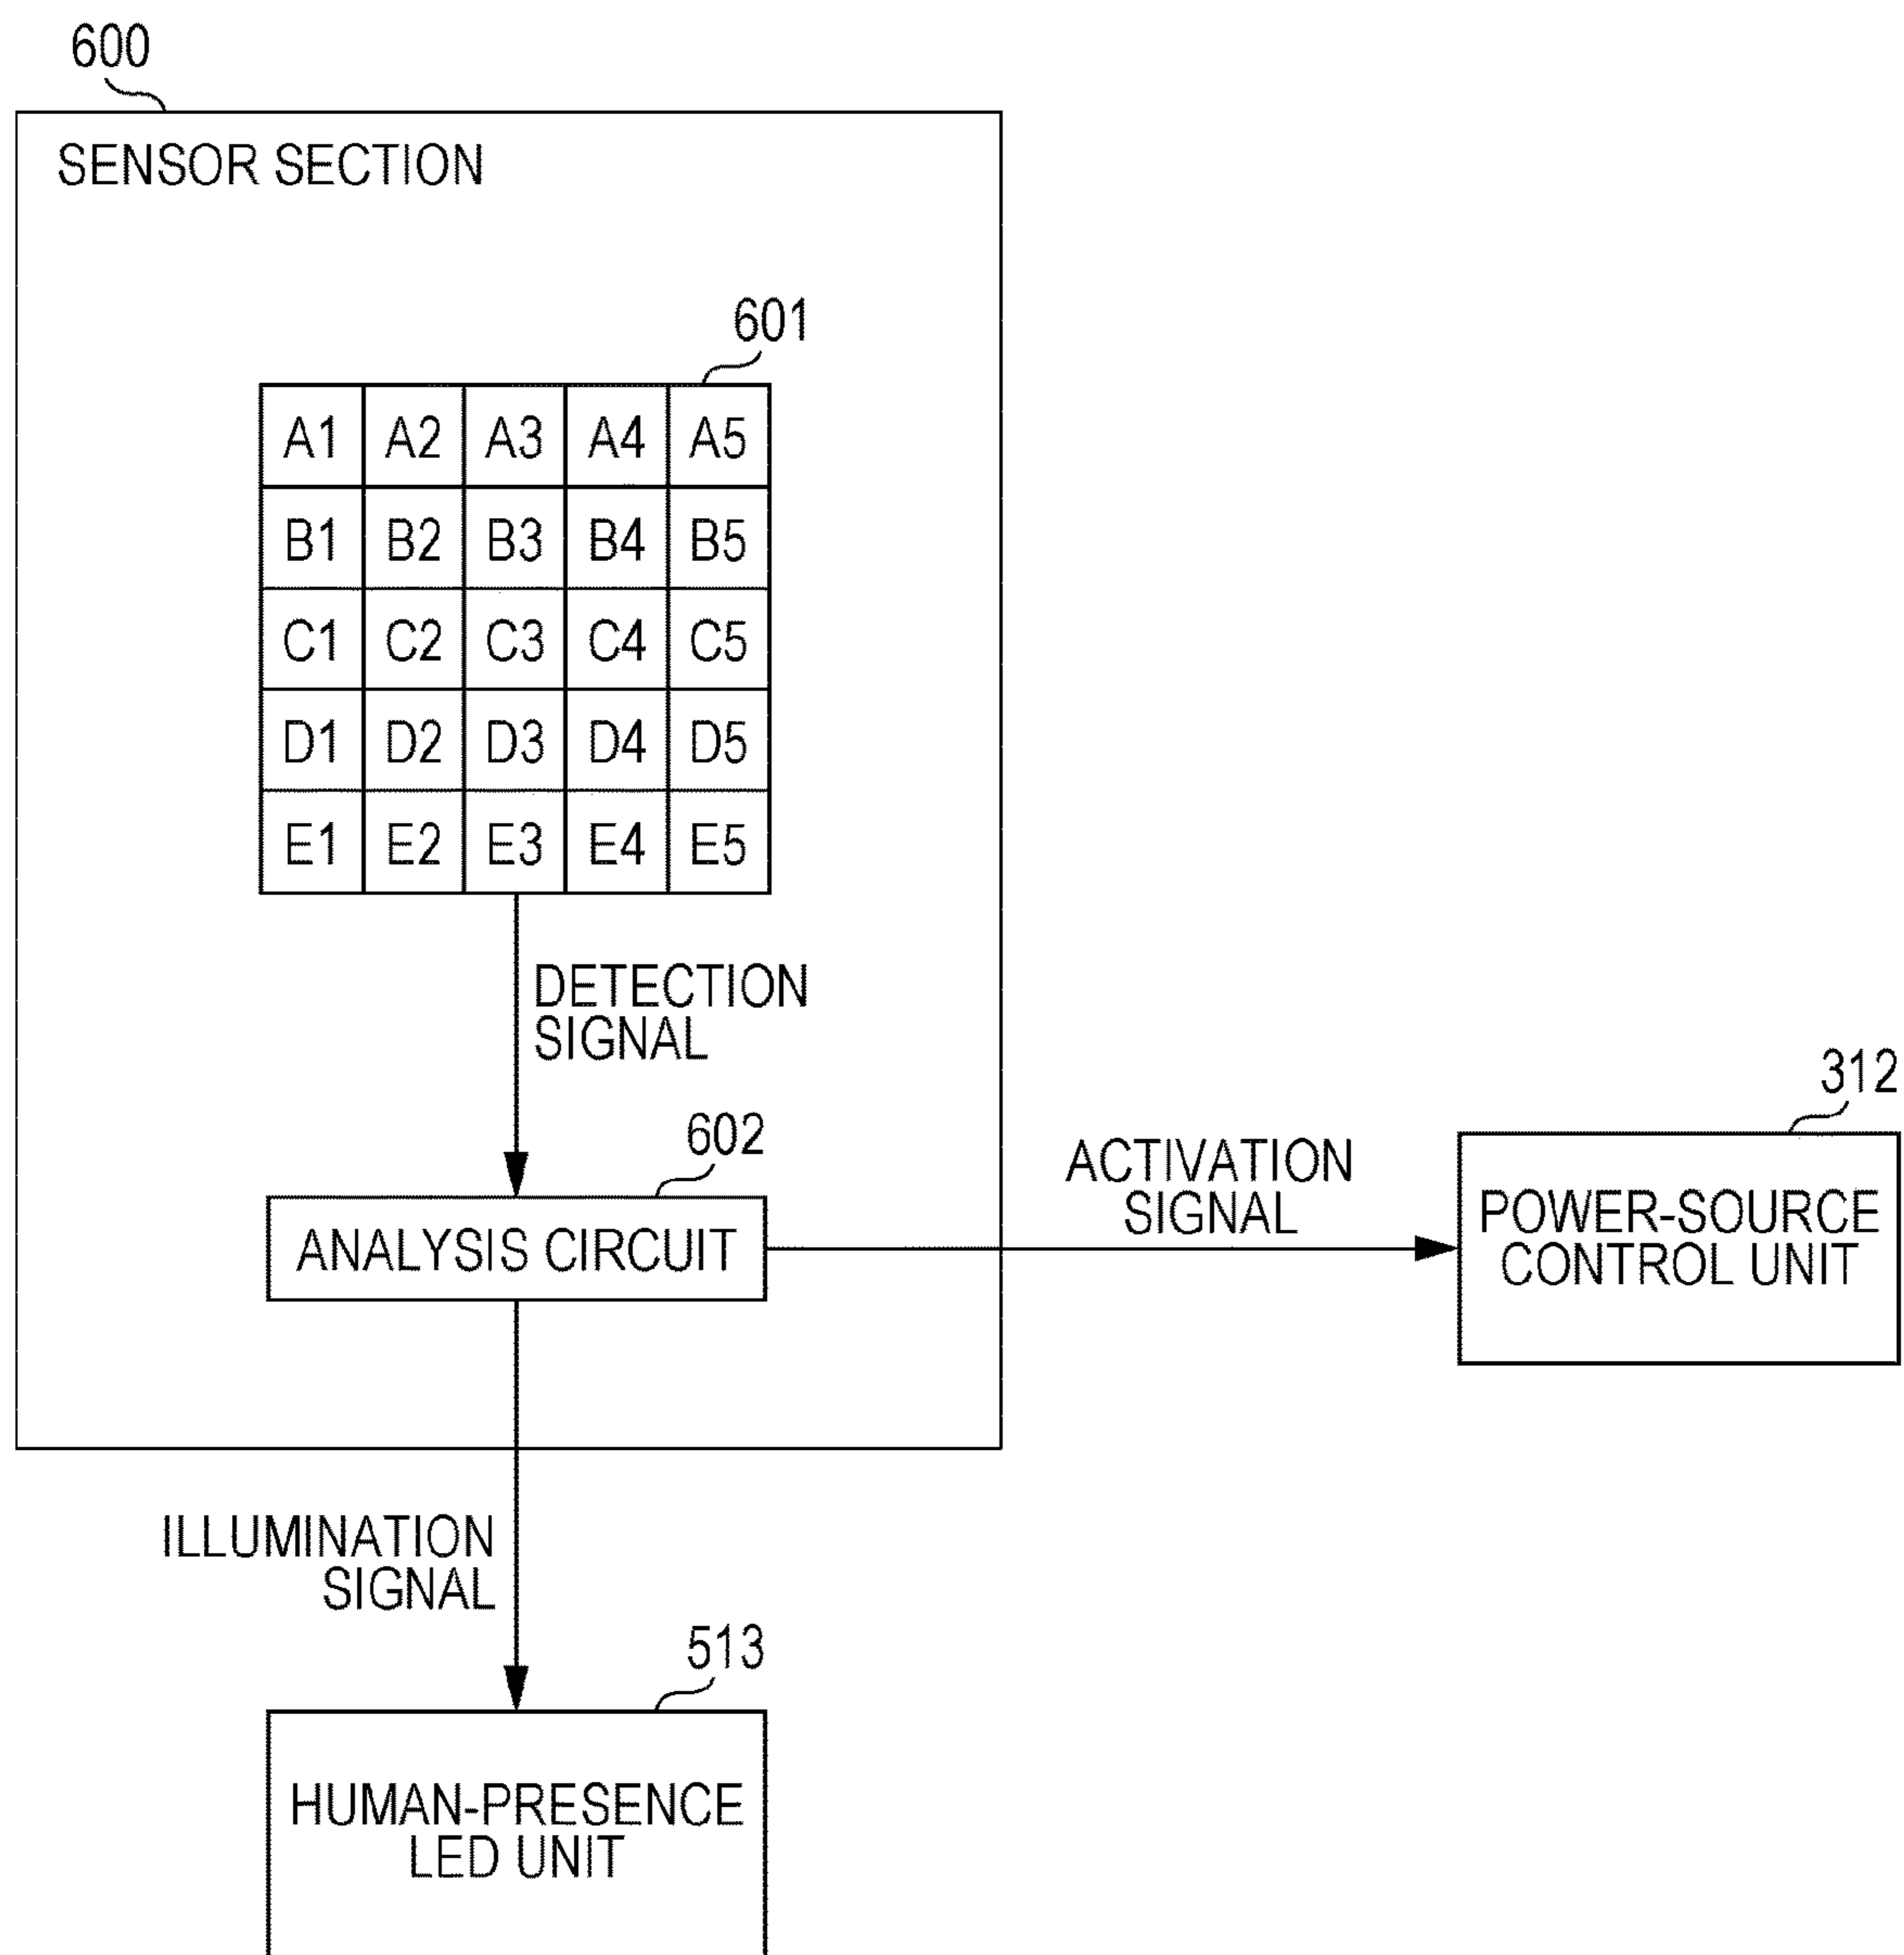 600
SENSOR SECTION
601
A1 A2 A3 A4 A5
B1 B2 B3 B4 B5
C1 C2 C3 C4 C5
D1 D2 D3 D4 D5
E1 E2 E3 E4 E5
DETECTION
SIGNAL
602
ANALYSIS CIRCUIT
ACTIVATION
SIGNAL
312
POWER-SOURCE
CONTROL UNIT
ILLUMINATION
SIGNAL
513
HUMAN-PRESENCE
LED UNIT